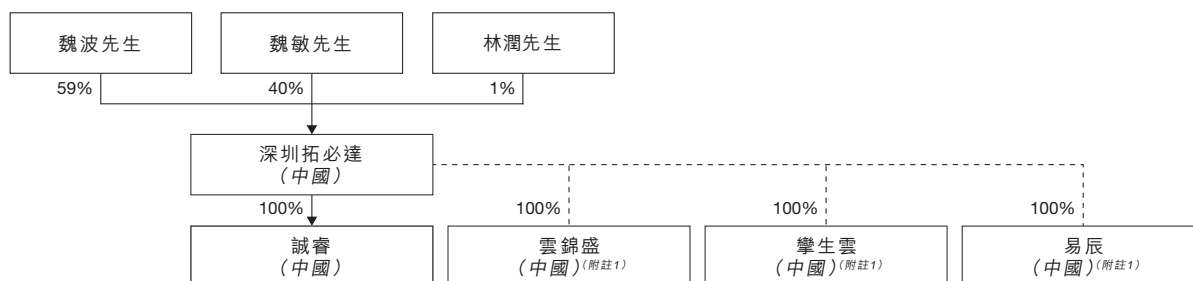 魏波先生
魏敏先生
林潤先生
59%
40%
1%
深圳拓必達
(中國)
100%
100%
100%
100%
誠睿
(中國)
雲錦盛
(中國)(附註1)
孿生雲
(中國)(附註1)
易辰
(中國)(附註1)